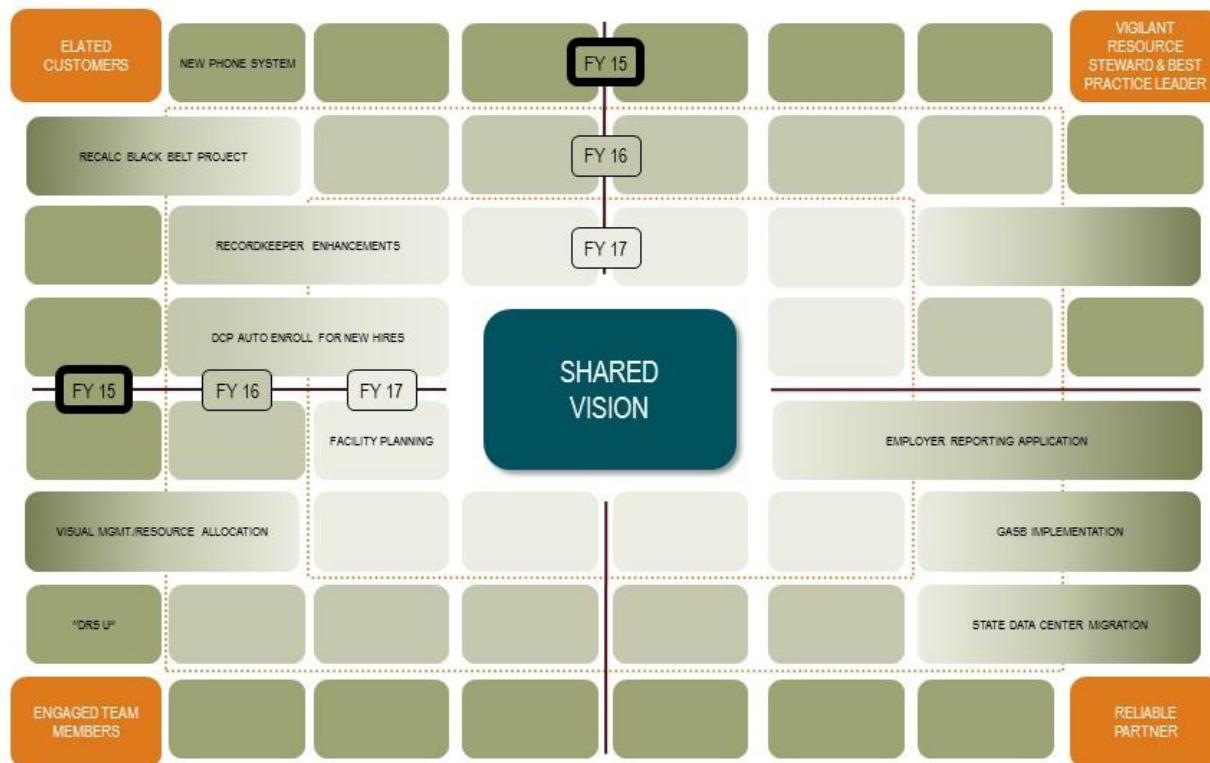 ELATED
CUSTOMERS
NEW PHONE SYSTEM
FY 15
VIGILANT
RESOURCE
STEWARD & BEST
PRACTICE LEADER
RECALC BLACK BELT PROJECT
FY 16
RECORDKEEPER ENHANCEMENTS
FY 17
DCP AUTO ENROLL FOR NEW HIRES
SHARED
VISION
FY 15
FY 16
FY 17
FACILITY PLANNING
EMPLOYER REPORTING APPLICATION
VISUAL MGMT./RESOURCE ALLOCATION
GASB IMPLEMENTATION
"DRS U"
STATE DATA CENTER MIGRATION
ENGAGED TEAM
MEMBERS
RELIABLE
PARTNER